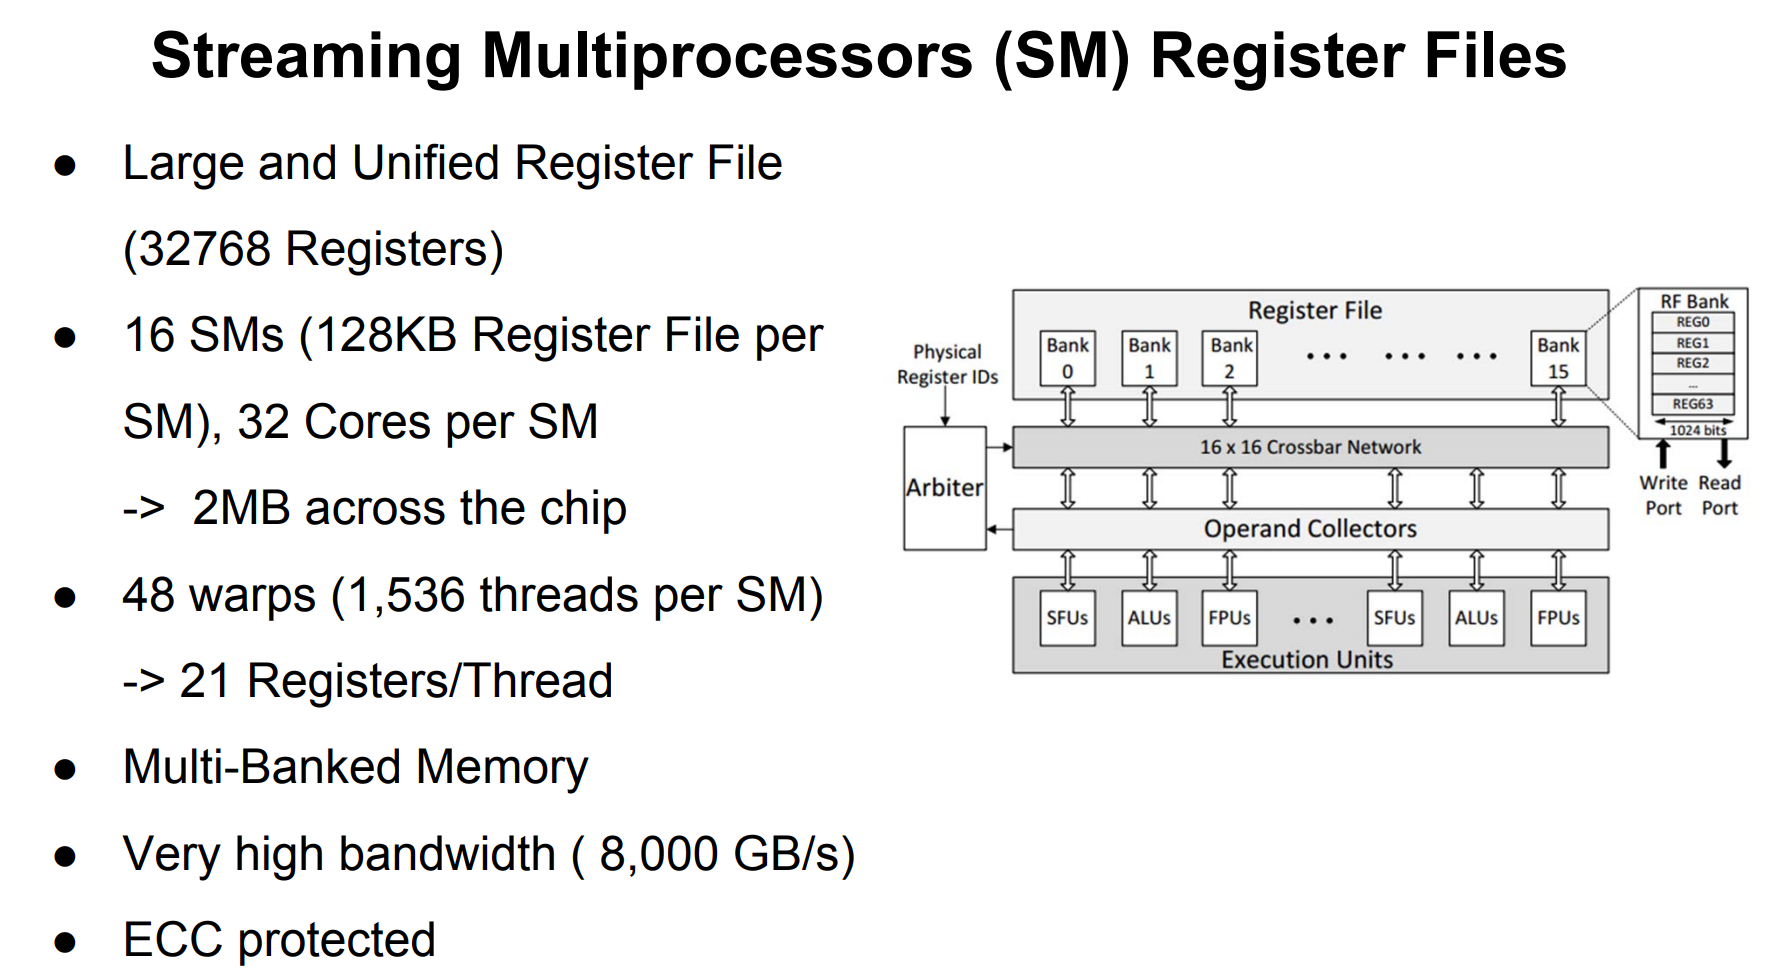 Streaming Multiprocessors (SM) Register Files
● Large and Unified Register File
(32768 Registers)
● 16 SMs (128KB Register File per
SM), 32 Cores per SM
-> 2MB across the chip
● 48 warps (1,536 threads per SM)
-> 21 Registers/Thread
● Multi-Banked Memory
● Very high bandwidth ( 8,000 GB/s)
● ECC protected
Register File
Bank
0
Bank
1
Bank
2
... ... ...
Bank
15
RF Bank
REG0
REG1
REG2
...
REG63
1024 bits
Write
Port
Read
Port
Physical
Register IDs
Arbiter
16 x 16 Crossbar Network
Operand Collectors
SFUs
ALUs
FPUs
...
SFUs
ALUs
FPUs
Execution Units